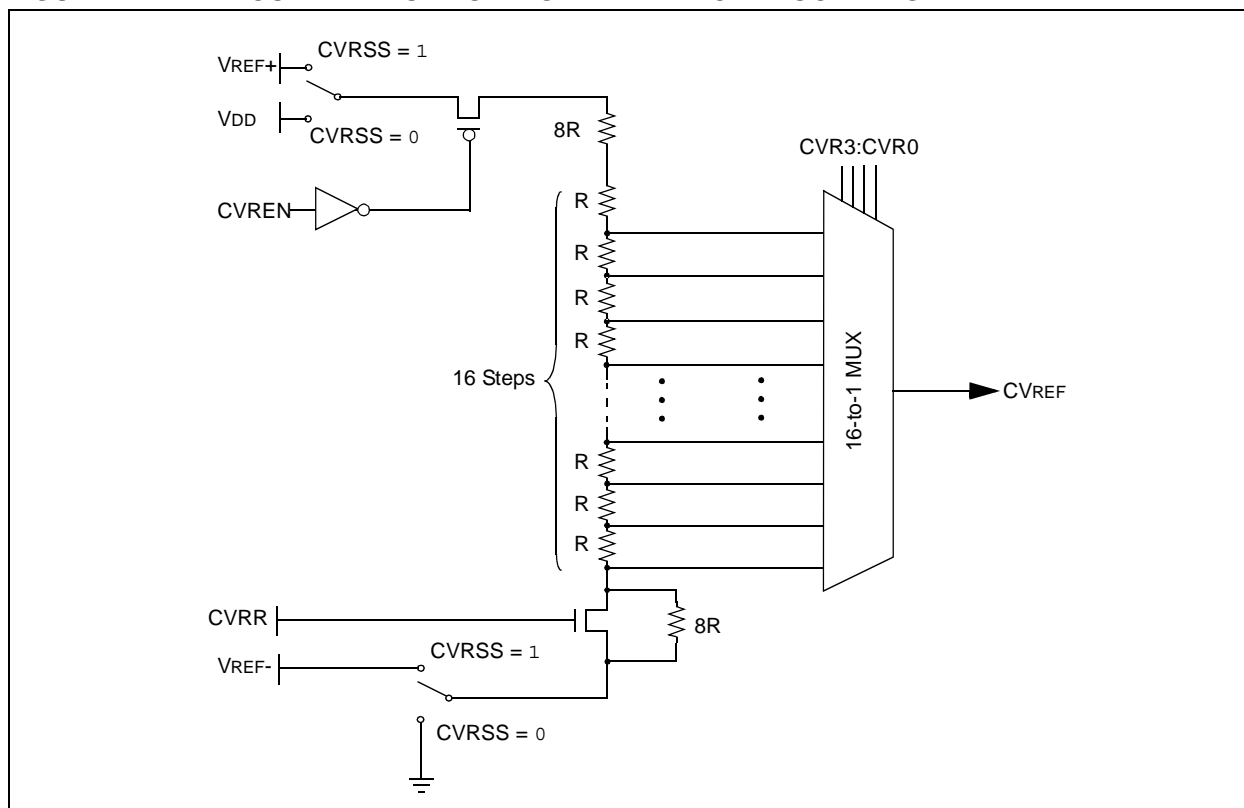 CVRSS = 1
VREF+
VDD
CVRSS = 0
8R
CVR3:CVR0
CVREN
R
R
R
R
16 Steps
16-to-1 MUX
CVREF
R
R
R
CVRR
8R
CVRSS = 1
VREF-
CVRSS = 0